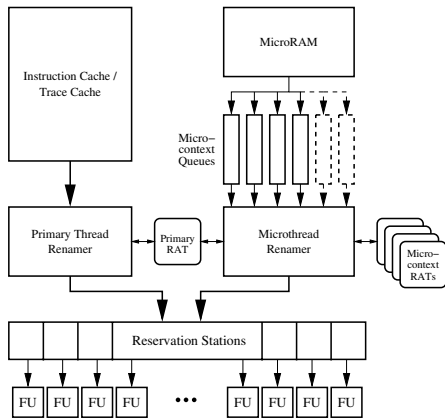 Instruction Cache /
Trace Cache
MicroRAM
Micro−
context
Queues
Primary Thread
Renamer
Primary
RAT
Microthread
Renamer
Micro−
context
RATs
Reservation Stations
FU FU FU FU ••• FU FU FU FU